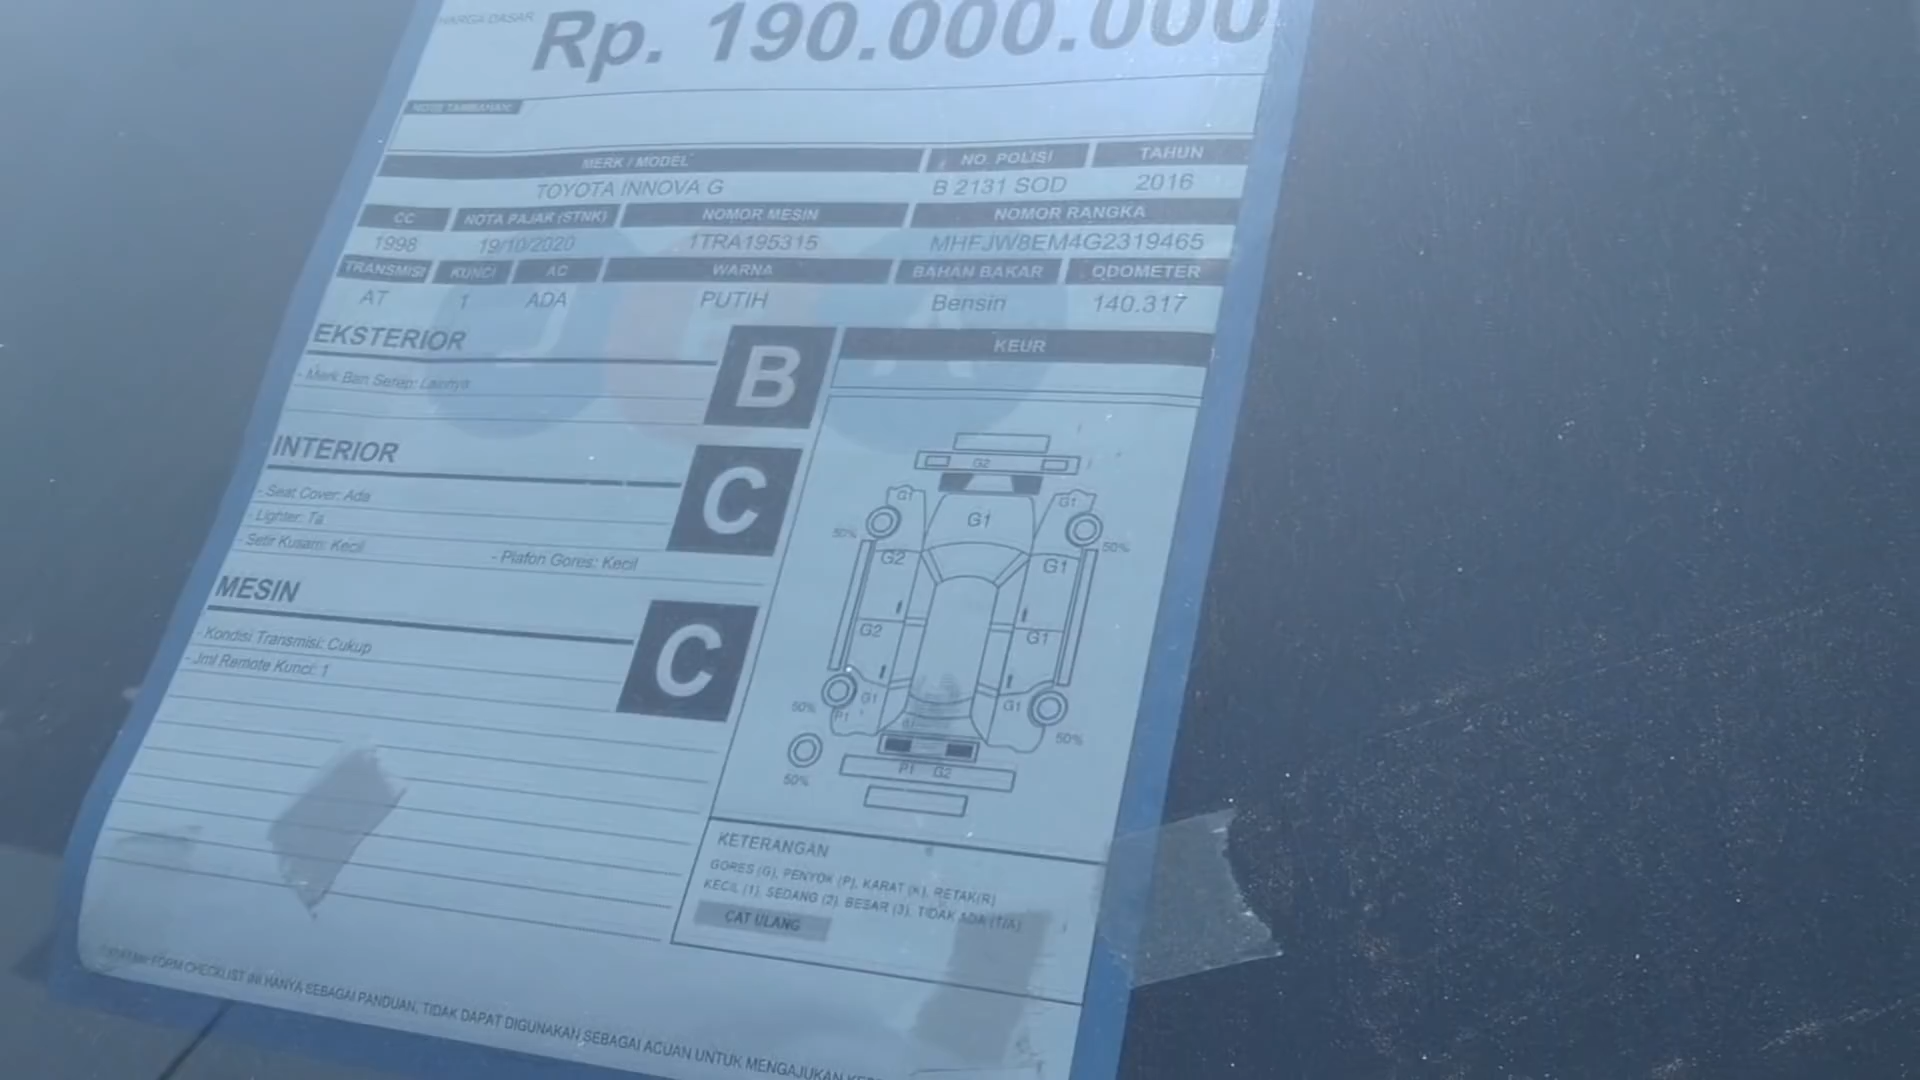 HARGA DASAR
Rp. 190.000.000
NOTE TAMBAHAN:
MERK / MODEL NO. POLISI TAHUN
TOYOTA INNOVA G B 2131 SOD 2016
CC NOTA PAJAK (STNK) NOMOR MESIN NOMOR RANGKA
1998 19/10/2020 1TRA195315 MHFJW8EM4G2319465
TRANSMISI KUNCI AC WARNA BAHAN BAKAR ODOMETER
AT 1 ADA PUTIH Bensin 140.317
EKSTERIOR
B
- Merk Ban Serep: Lainnya
INTERIOR
C
- Seat Cover: Ada
- Lighter: Ta
- Setir Kusam: Kecil - Plafon Gores: Kecil
MESIN
C
- Kondisi Transmisi: Cukup
- Jml Remote Kunci: 1
KEUR
G2
G1 G1
G1
50% 50%
G2 G1
G2 G1
G1 G1
50% P1
50%
P1 G2
50%
KETERANGAN
GORES (G), PENYOK (P), KARAT (K), RETAK(R)
KECIL (1), SEDANG (2), BESAR (3), TIDAK ADA (T/A)
CAT ULANG
FORM CHECKLIST INI HANYA SEBAGAI PANDUAN, TIDAK DAPAT DIGUNAKAN SEBAGAI ACUAN UNTUK MENGAJUKAN